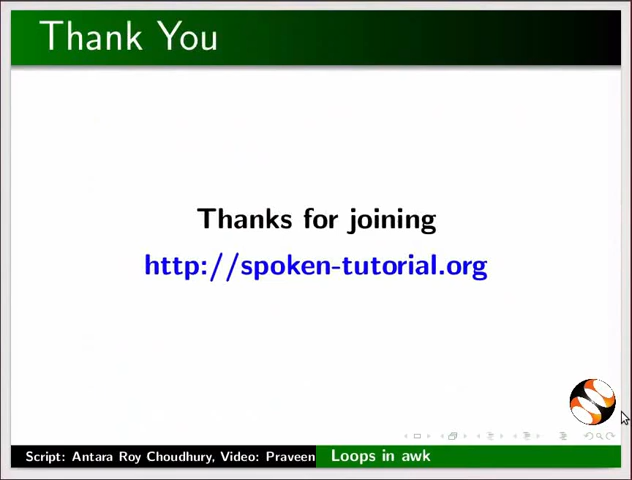 Thank You
Thanks for joining
http://spoken-tutorial.org
Script: Antara Roy Choudhury, Video: Praveen
Loops in awk